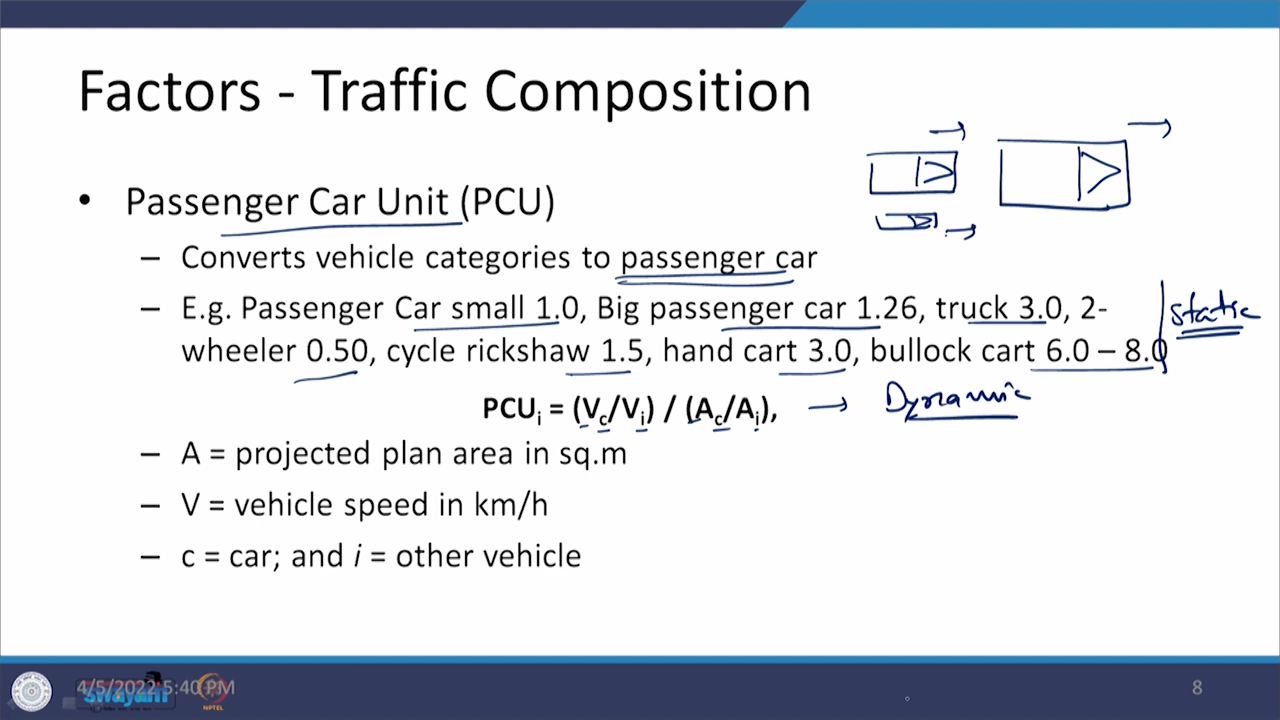 Factors - Traffic Composition
• Passenger Car Unit (PCU)
– Converts vehicle categories to passenger car
– E.g. Passenger Car small 1.0, Big passenger car 1.26, truck 3.0, 2-
wheeler 0.50, cycle rickshaw 1.5, hand cart 3.0, bullock cart 6.0 – 8.0
static
PCUi = (Vc/Vi) / (Ac/Ai),
Dynamic
– A = projected plan area in sq.m
– V = vehicle speed in km/h
– c = car; and i = other vehicle
4/5/2022 5:40 PM
swayam
NPTEL
8